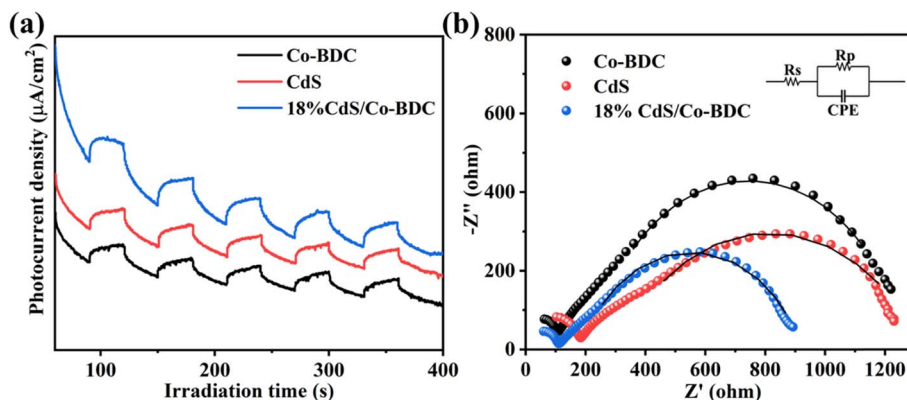 (a)
Co-BDC
CdS
18%CdS/Co-BDC
Photocurrent density (μA/cm²)
100 200 300 400
Irradiation time (s)
(b)
Co-BDC
CdS
18% CdS/Co-BDC
Rs
Rp
CPE
-Z'' (ohm)
800
600
400
200
0
0 200 400 600 800 1000 1200
Z' (ohm)